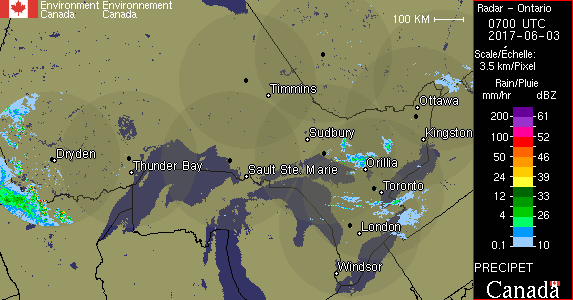 Environment Environnement
Canada Canada
100 KM
Timmins
Ottawa
Sudbury
Kingston
Dryden
Thunder Bay
Sault Ste. Marie
Orillia
Toronto
London
Windsor
Radar - Ontario
0700 UTC
2017-06-03
Scale/Échelle:
3.5 km/Pixel
Rain/Pluie
mm/hr dBZ
200 61
100 52
50 46
24 39
12 33
4 26
0.1 10
PRECIPET
Canada